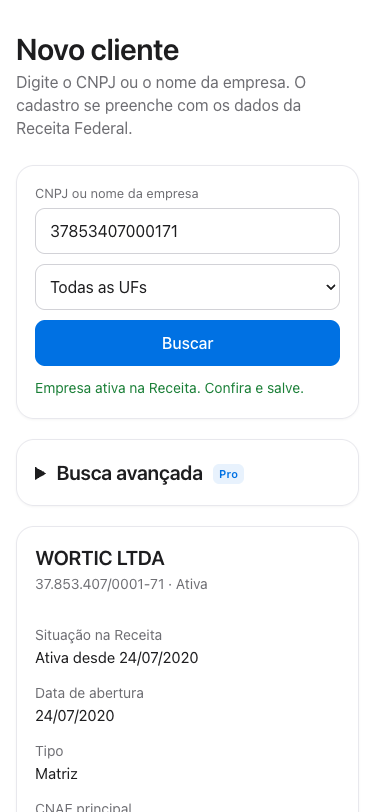 Novo cliente
Digite o CNPJ ou o nome da empresa. O
cadastro se preenche com os dados da
Receita Federal.
CNPJ ou nome da empresa
37853407000171
Todas as UFs
Buscar
Empresa ativa na Receita. Confira e salve.
Busca avançada Pro
WORTIC LTDA
37.853.407/0001-71 · Ativa
Situação na Receita
Ativa desde 24/07/2020
Data de abertura
24/07/2020
Tipo
Matriz
CNAE principal